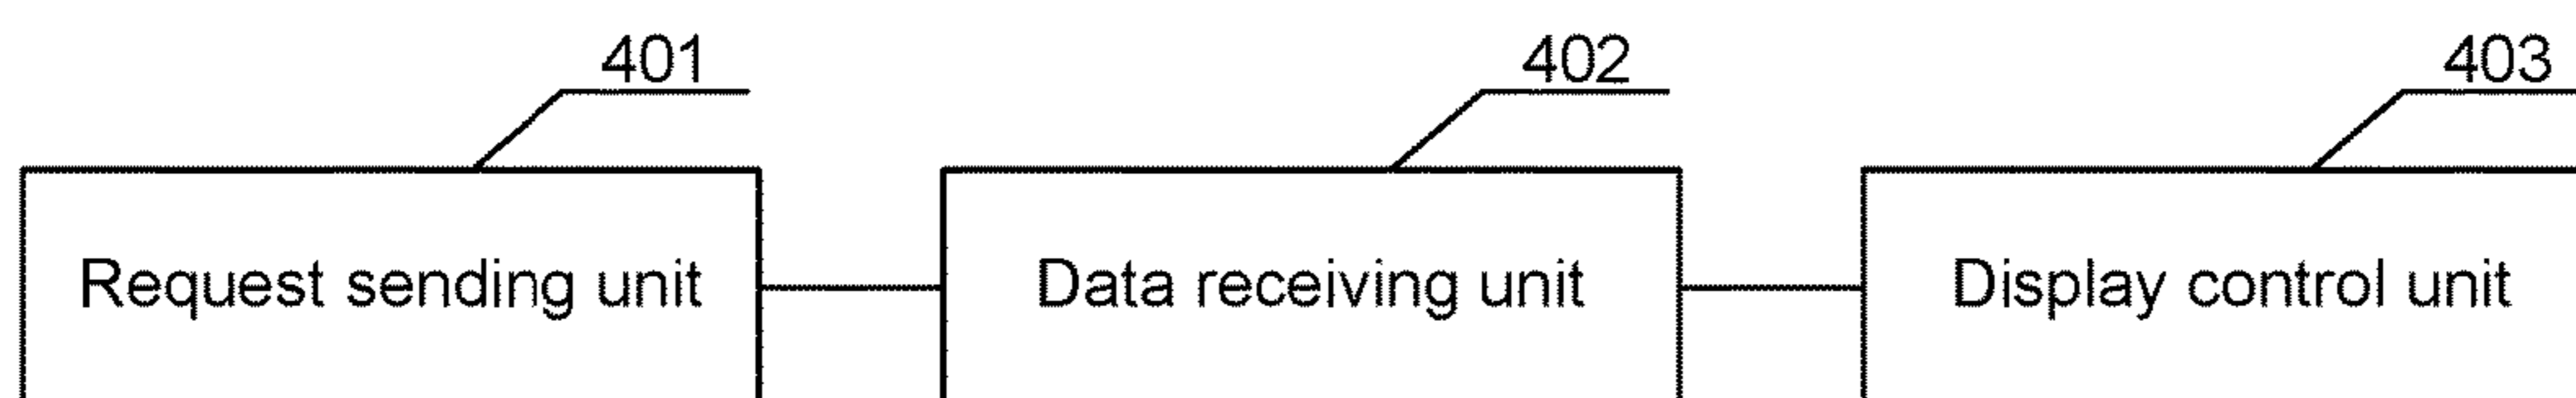 401 402 403
Request sending unit Data receiving unit Display control unit